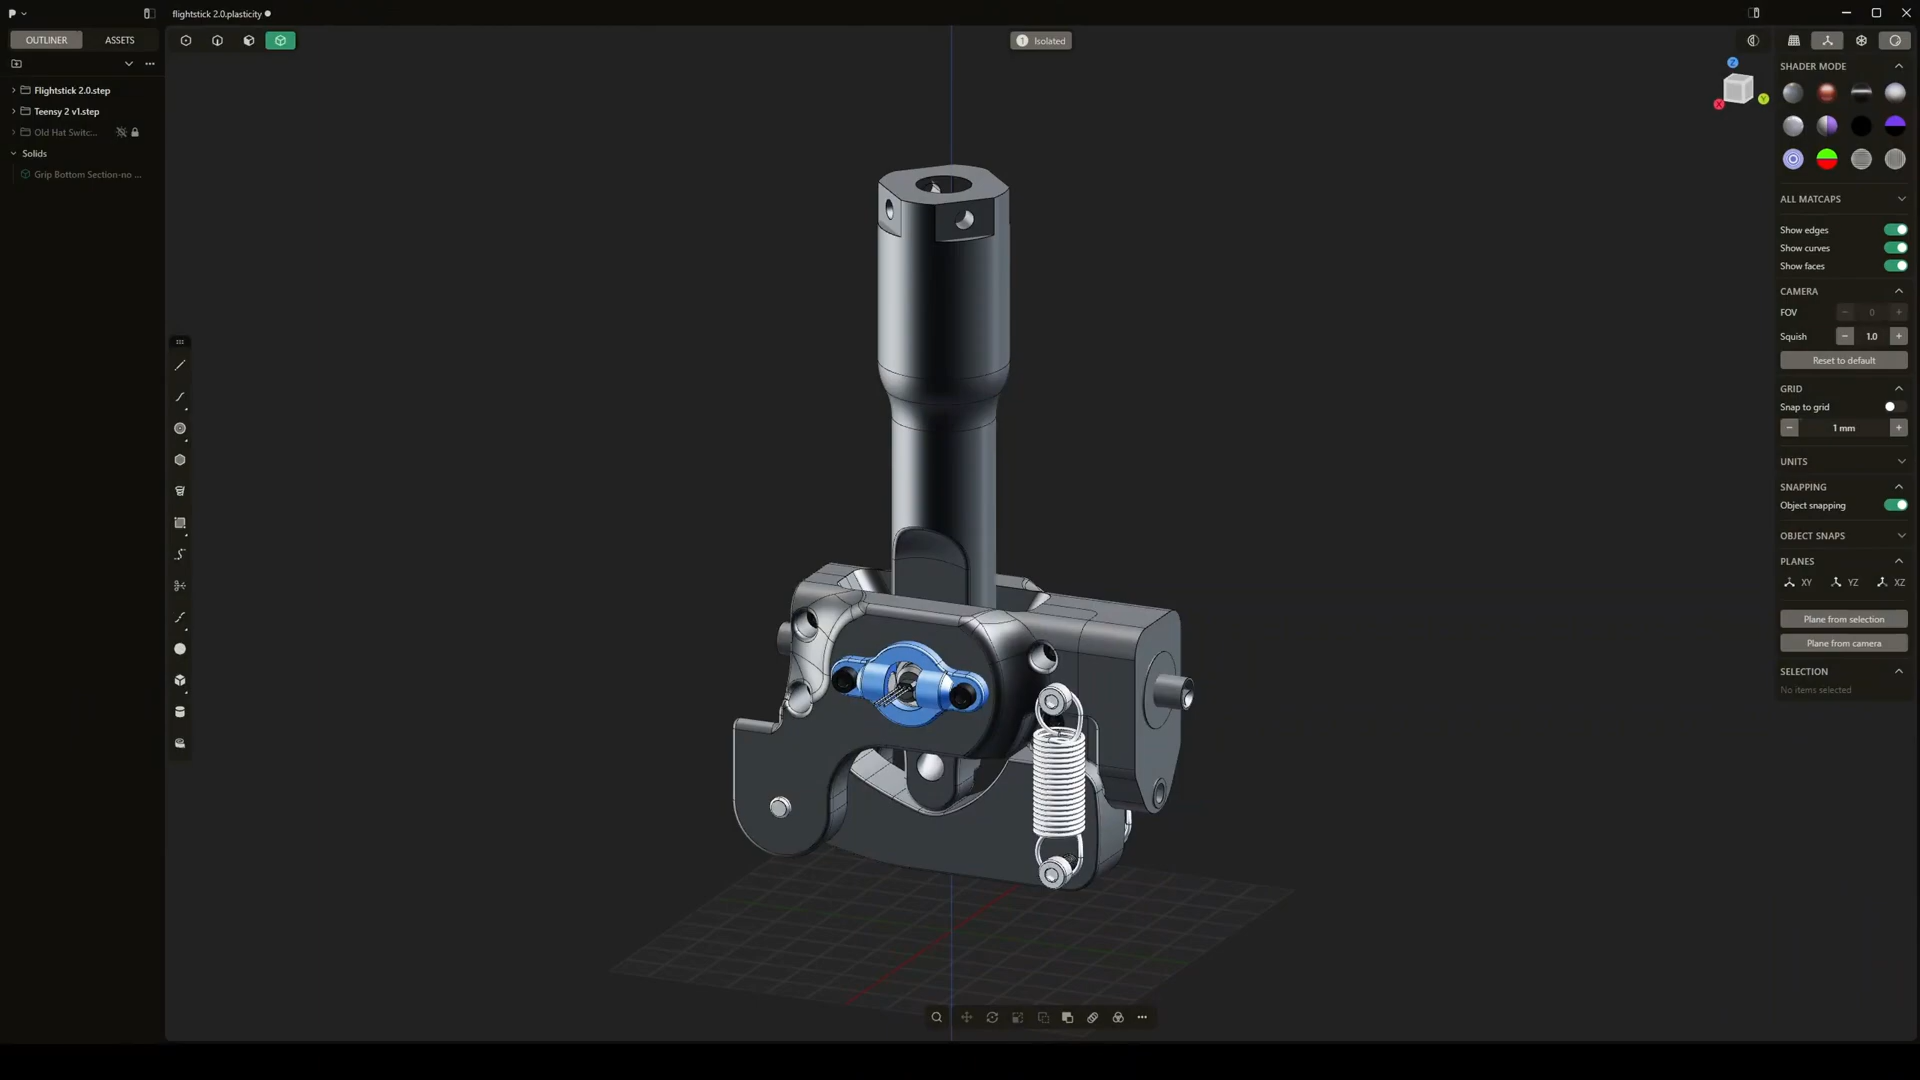 flightstick 2.0.plasticity
OUTLINER
ASSETS
Flightstick 2.0.step
Teensy 2 v1.step
Old Hat Switc...
Solids
Grip Bottom Section-no ...
Isolated
Z
X
Y
SHADER MODE
ALL MATCAPS
Show edges
Show curves
Show faces
CAMERA
FOV
0
Squish
1.0
Reset to default
GRID
Snap to grid
1 mm
UNITS
SNAPPING
Object snapping
OBJECT SNAPS
PLANES
XY
YZ
XZ
Plane from selection
Plane from camera
SELECTION
No items selected